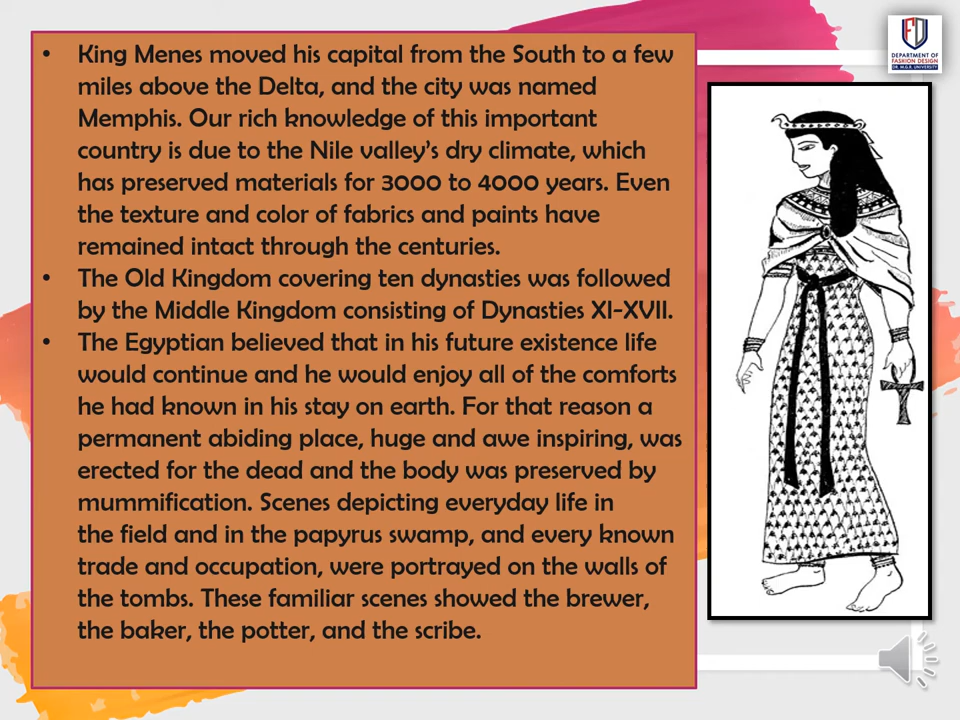 • King Menes moved his capital from the South to a few
miles above the Delta, and the city was named
Memphis. Our rich knowledge of this important
country is due to the Nile valley's dry climate, which
has preserved materials for 3000 to 4000 years. Even
the texture and color of fabrics and paints have
remained intact through the centuries.
• The Old Kingdom covering ten dynasties was followed
by the Middle Kingdom consisting of Dynasties XI-XVII.
• The Egyptian believed that in his future existence life
would continue and he would enjoy all of the comforts
he had known in his stay on earth. For that reason a
permanent abiding place, huge and awe inspiring, was
erected for the dead and the body was preserved by
mummification. Scenes depicting everyday life in
the field and in the papyrus swamp, and every known
trade and occupation, were portrayed on the walls of
the tombs. These familiar scenes showed the brewer,
the baker, the potter, and the scribe.
DEPARTMENT OF
FASHION DESIGN
DR. M.G.R. UNIVERSITY